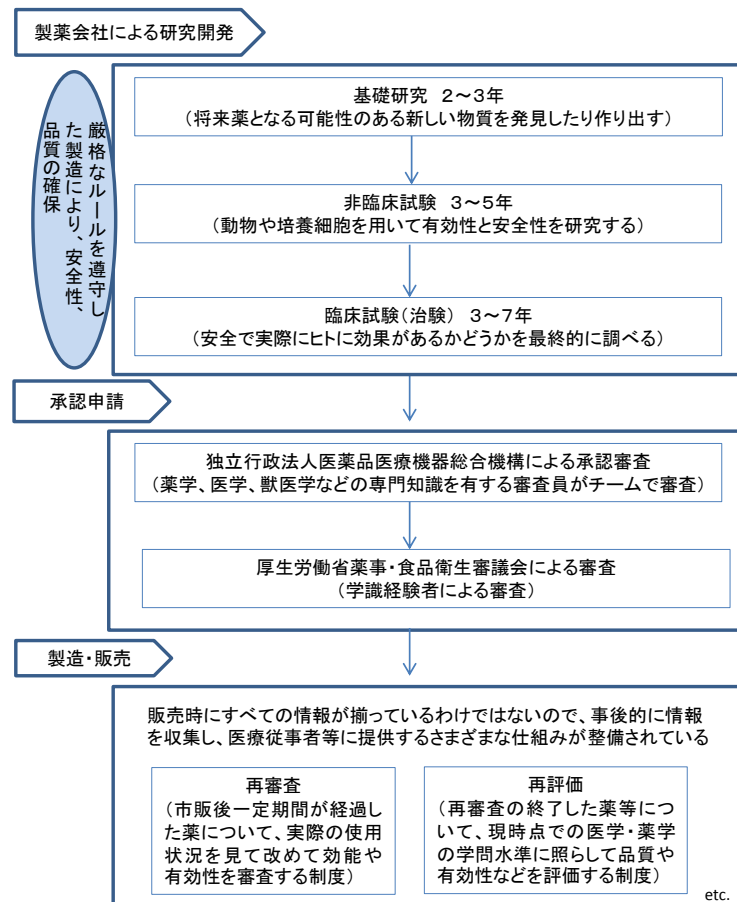 製薬会社による研究開発
厳格なルールを遵守し
た製造により、安全性、
品質の確保
基礎研究 2～3年
（将来薬となる可能性のある新しい物質を発見したり作り出す）
非臨床試験 3～5年
（動物や培養細胞を用いて有効性と安全性を研究する）
臨床試験（治験） 3～7年
（安全で実際にヒトに効果があるかどうかを最終的に調べる）
承認申請
独立行政法人医薬品医療機器総合機構による承認審査
（薬学、医学、獣医学などの専門知識を有する審査員がチームで審査）
厚生労働省薬事・食品衛生審議会による審査
（学識経験者による審査）
製造・販売
販売時にすべての情報が揃っているわけではないので、事後的に情報
を収集し、医療従事者等に提供するさまざまな仕組みが整備されている
再審査
（市販後一定期間が経過し
た薬について、実際の使用
状況を見て改めて効能や
有効性を審査する制度）
再評価
（再審査の終了した薬等につ
いて、現時点での医学・薬学
の学問水準に照らして品質や
有効性などを評価する制度）
etc.